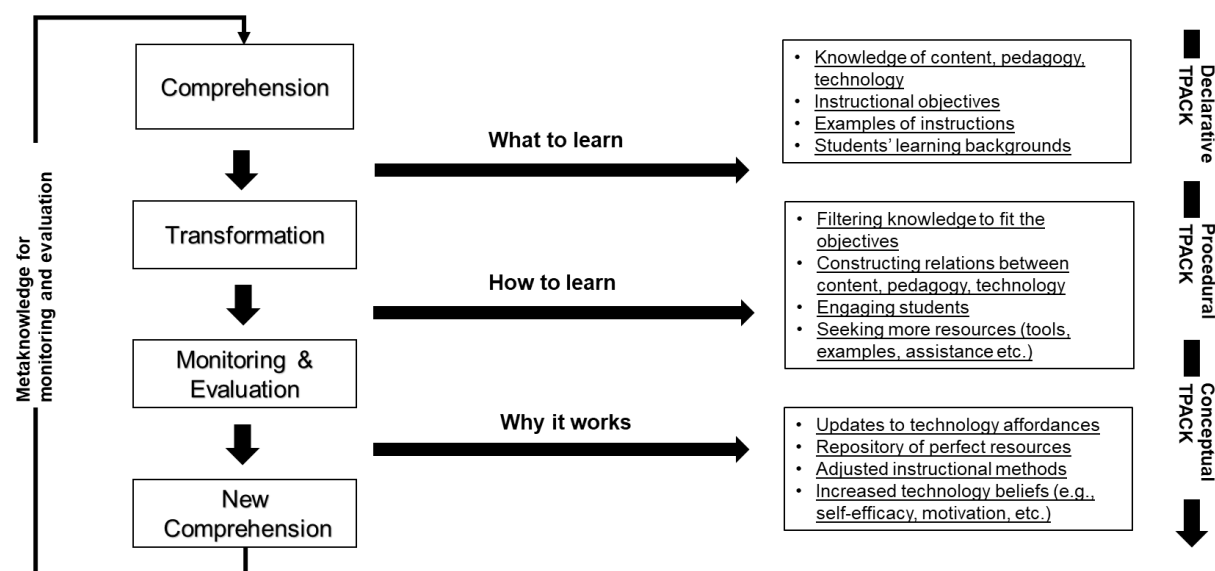 Metaknowledge for
monitoring and evaluation
Comprehension
Transformation
Monitoring & 
Evaluation
New
Comprehension
What to learn
How to learn
Why it works
• Knowledge of content, pedagogy,
technology
• Instructional objectives
• Examples of instructions
• Students' learning backgrounds
• Filtering knowledge to fit the
objectives
• Constructing relations between
content, pedagogy, technology
• Engaging students
• Seeking more resources (tools,
examples, assistance etc.)
• Updates to technology affordances
• Repository of perfect resources
• Adjusted instructional methods
• Increased technology beliefs (e.g.,
self-efficacy, motivation, etc.)
Declarative
TPACK
Procedural
TPACK
Conceptual
TPACK